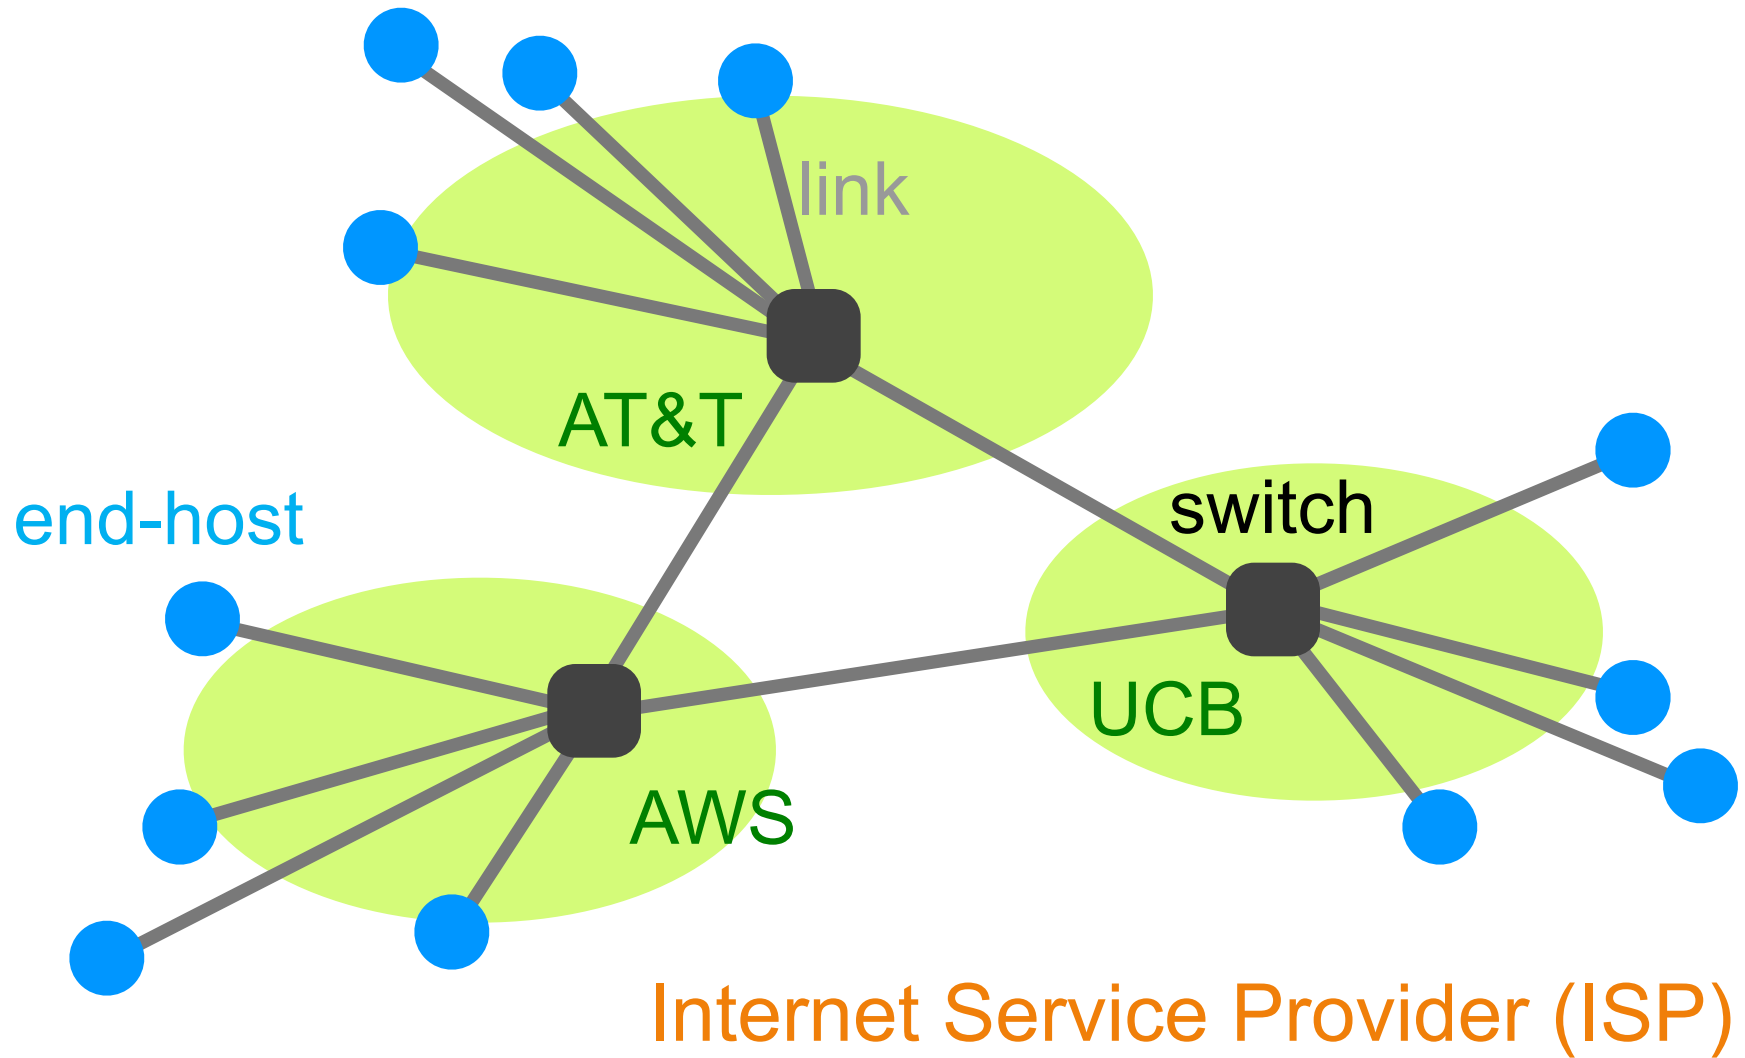 link
AT&T
end-host
switch
UCB
AWS
Internet Service Provider (ISP)